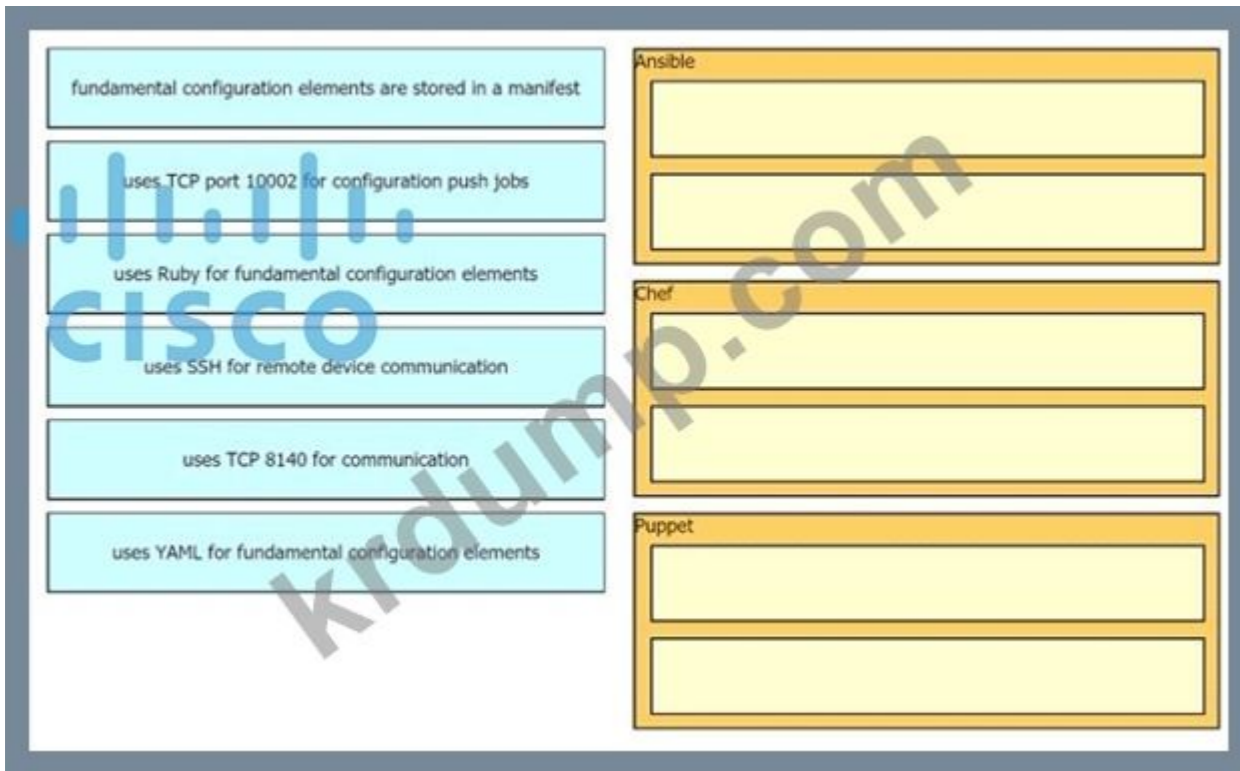 fundamental configuration elements are stored in a manifest
uses TCP port 10002 for configuration push jobs
uses Ruby for fundamental configuration elements
uses SSH for remote device communication
uses TCP 8140 for communication
uses YAML for fundamental configuration elements
Ansible
Chef
Puppet
CISCO
krdump.com